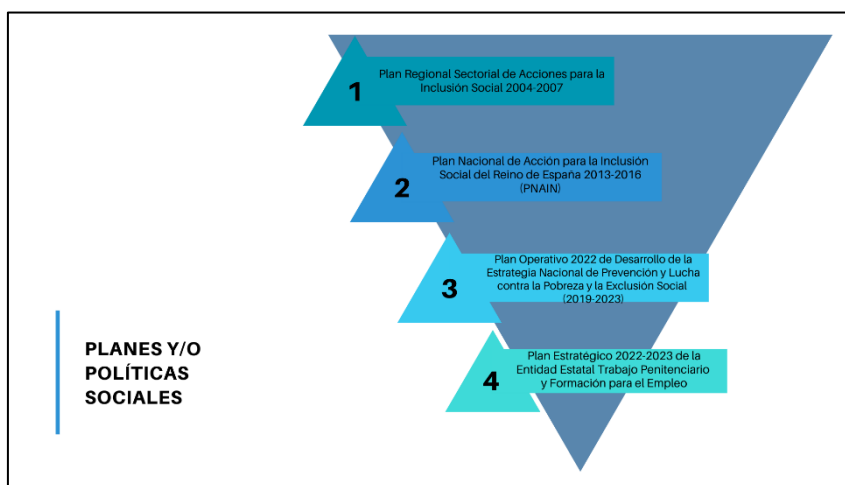 1
Plan Regional Sectorial de Acciones para la
Inclusión Social 2004-2007
2
Plan Nacional de Acción para la Inclusión
Social del Reino de España 2013-2016
(PNAIN)
3
Plan Operativo 2022 de Desarrollo de la
Estrategia Nacional de Prevención y Lucha
contra la Pobreza y la Exclusión Social
(2019-2023)
4
Plan Estratégico 2022-2023 de la
Entidad Estatal Trabajo Penitenciario
y Formación para el Empleo
PLANES Y/O
POLÍTICAS
SOCIALES